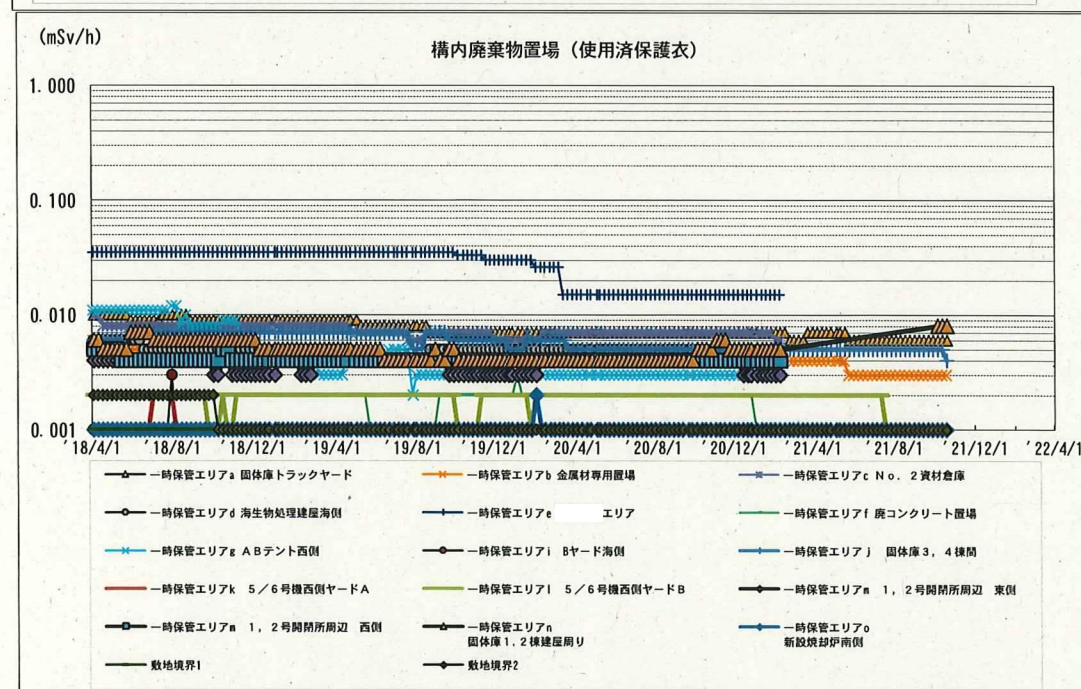 (mSv/h)
構内廃棄物置場（使用済保護衣）
1.000
0.100
0.010
0.001
'18/4/1 '18/8/1 '18/12/1 '19/4/1 '19/8/1 '19/12/1 '20/4/1 '20/8/1 '20/12/1 '21/4/1 '21/8/1 '21/12/1 '22/4/1
一時保管エリアa 固体庫トラックヤード 一時保管エリアb 金属材専用置場 一時保管エリアc No．2資材倉庫
一時保管エリアd 海生物処理建屋海側 一時保管エリアe エリア 一時保管エリアf 廃コンクリート置場
一時保管エリアg ABテント西側 一時保管エリアi Bヤード海側 一時保管エリアj 固体庫3，4棟間
一時保管エリアk 5／6号機西側ヤードA 一時保管エリアl 5／6号機西側ヤードB 一時保管エリアm 1，2号開閉所周辺 東側
一時保管エリアm 1，2号開閉所周辺 西側 一時保管エリアn 一時保管エリアo
固体庫1,2棟建屋周り 新設焼却炉南側
敷地境界1 敷地境界2